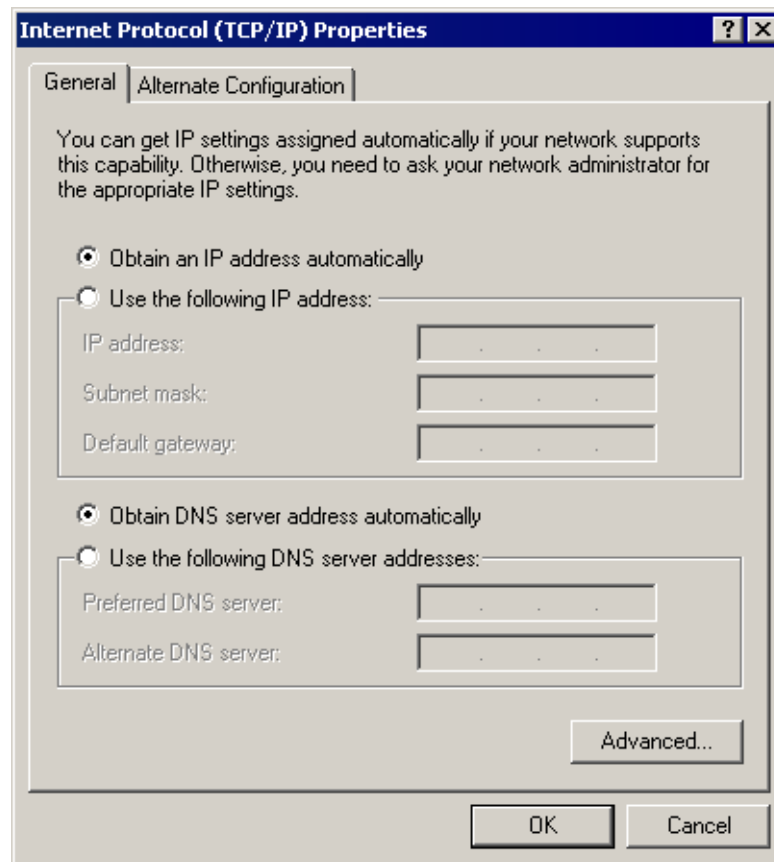 Internet Protocol (TCP/IP) Properties
General
Alternate Configuration
You can get IP settings assigned automatically if your network supports
this capability. Otherwise, you need to ask your network administrator for
the appropriate IP settings.
Obtain an IP address automatically
Use the following IP address:
IP address:
Subnet mask:
Default gateway:
Obtain DNS server address automatically
Use the following DNS server addresses:
Preferred DNS server:
Alternate DNS server:
Advanced...
OK
Cancel